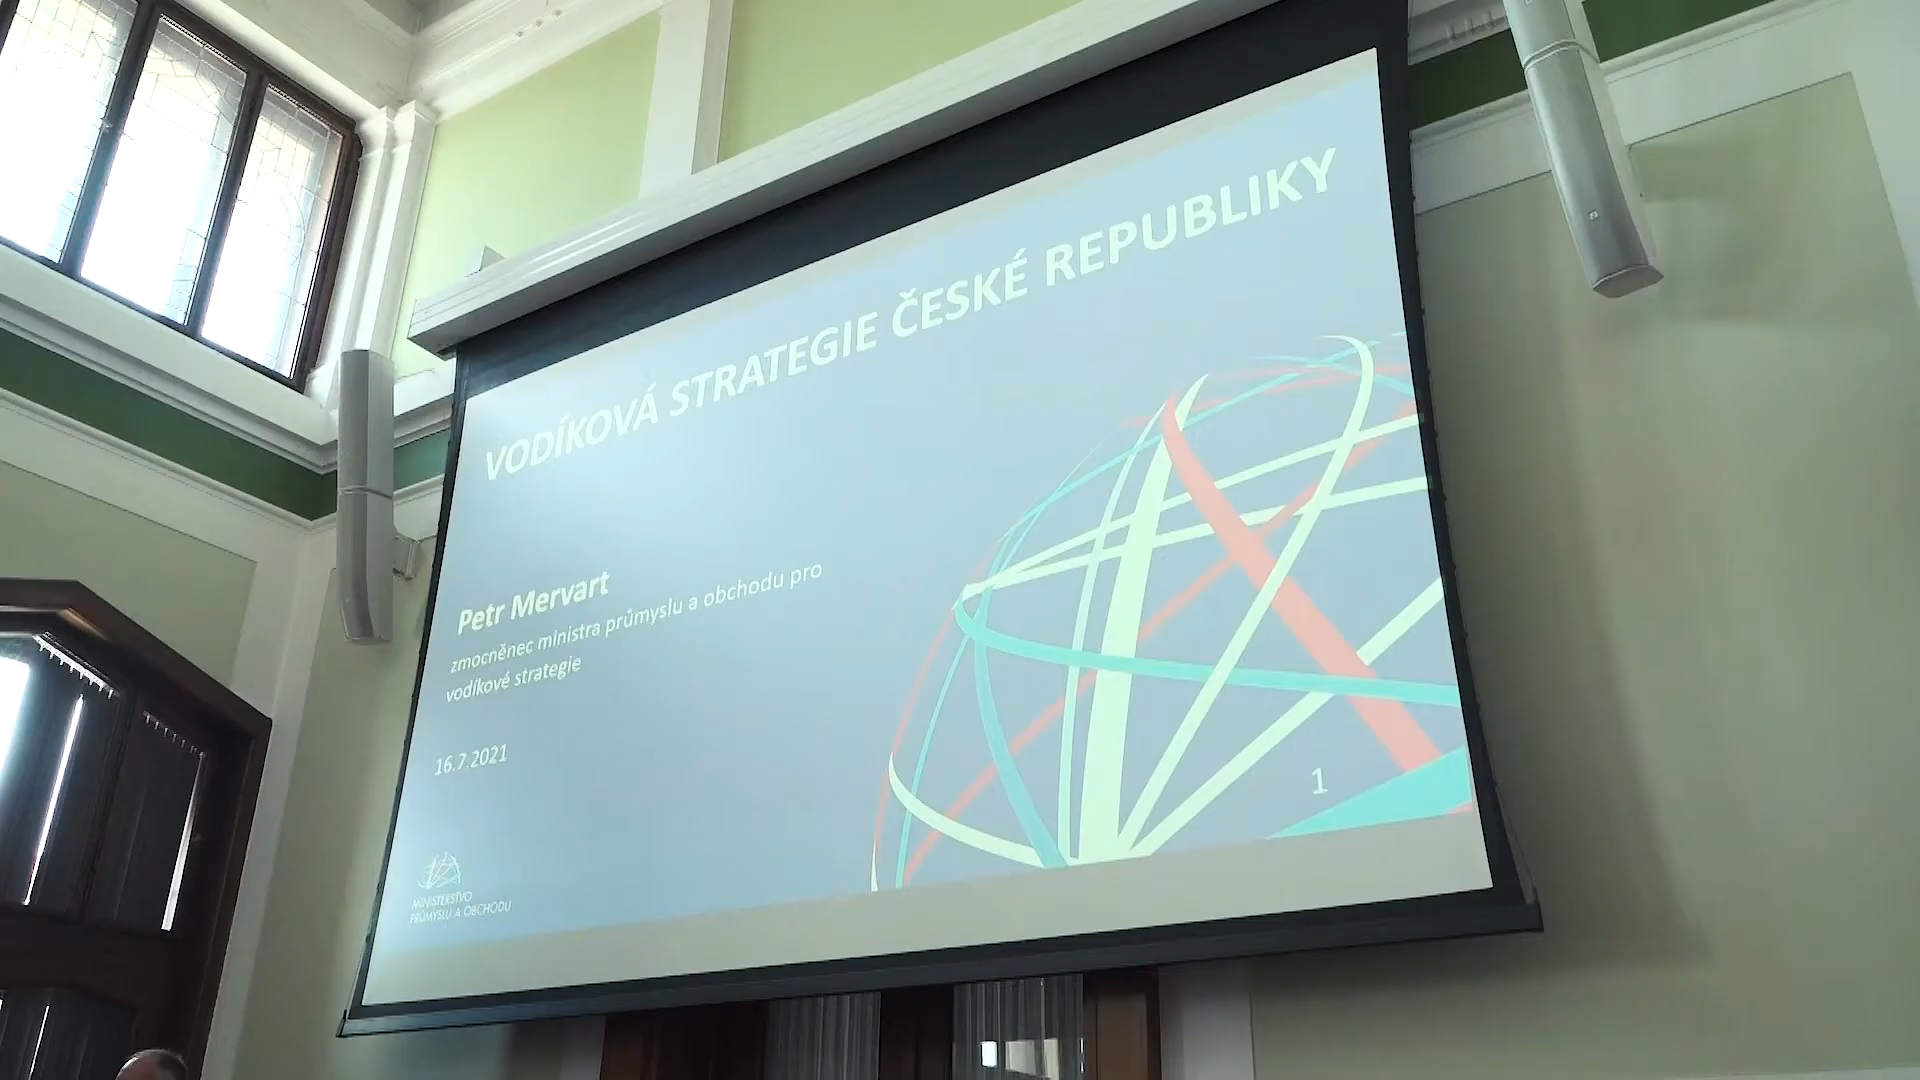 VODÍKOVÁ STRATEGIE ČESKÉ REPUBLIKY
Petr Mervart
zmocněnec ministra průmyslu a obchodu pro
vodíkové strategie
16.7.2021
1
MINISTERSTVO
PRŮMYSLU A OBCHODU